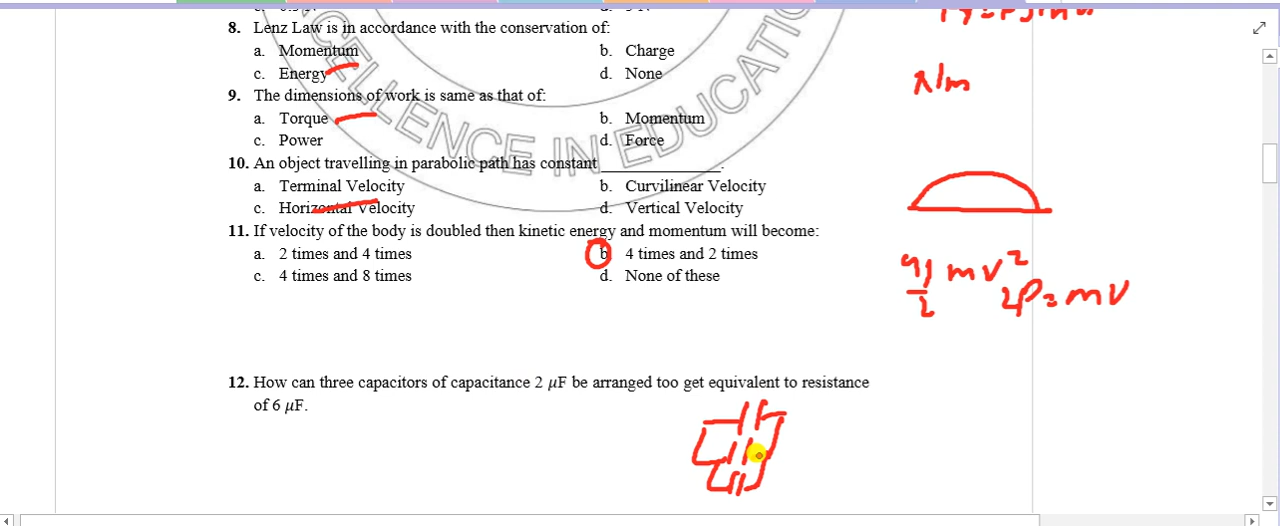 8. Lenz Law is in accordance with the conservation of:
a. Momentum b. Charge
c. Energy d. None
9. The dimensions of work is same as that of:
a. Torque b. Momentum
c. Power d. Force
10. An object travelling in parabolic path has constant ______________.
a. Terminal Velocity b. Curvilinear Velocity
c. Horizontal Velocity d. Vertical Velocity
11. If velocity of the body is doubled then kinetic energy and momentum will become:
a. 2 times and 4 times b. 4 times and 2 times
c. 4 times and 8 times d. None of these
12. How can three capacitors of capacitance 2 μF be arranged too get equivalent to resistance
of 6 μF.
CELLENCE IN EDUCATIO
mv²
2P = mv